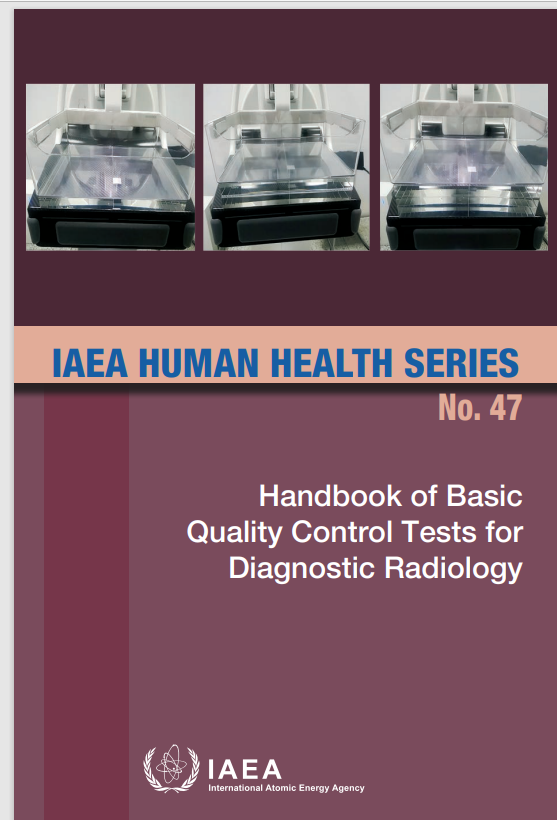 IAEA HUMAN HEALTH SERIES
No. 47
Handbook of Basic
Quality Control Tests for
Diagnostic Radiology
IAEA
International Atomic Energy Agency